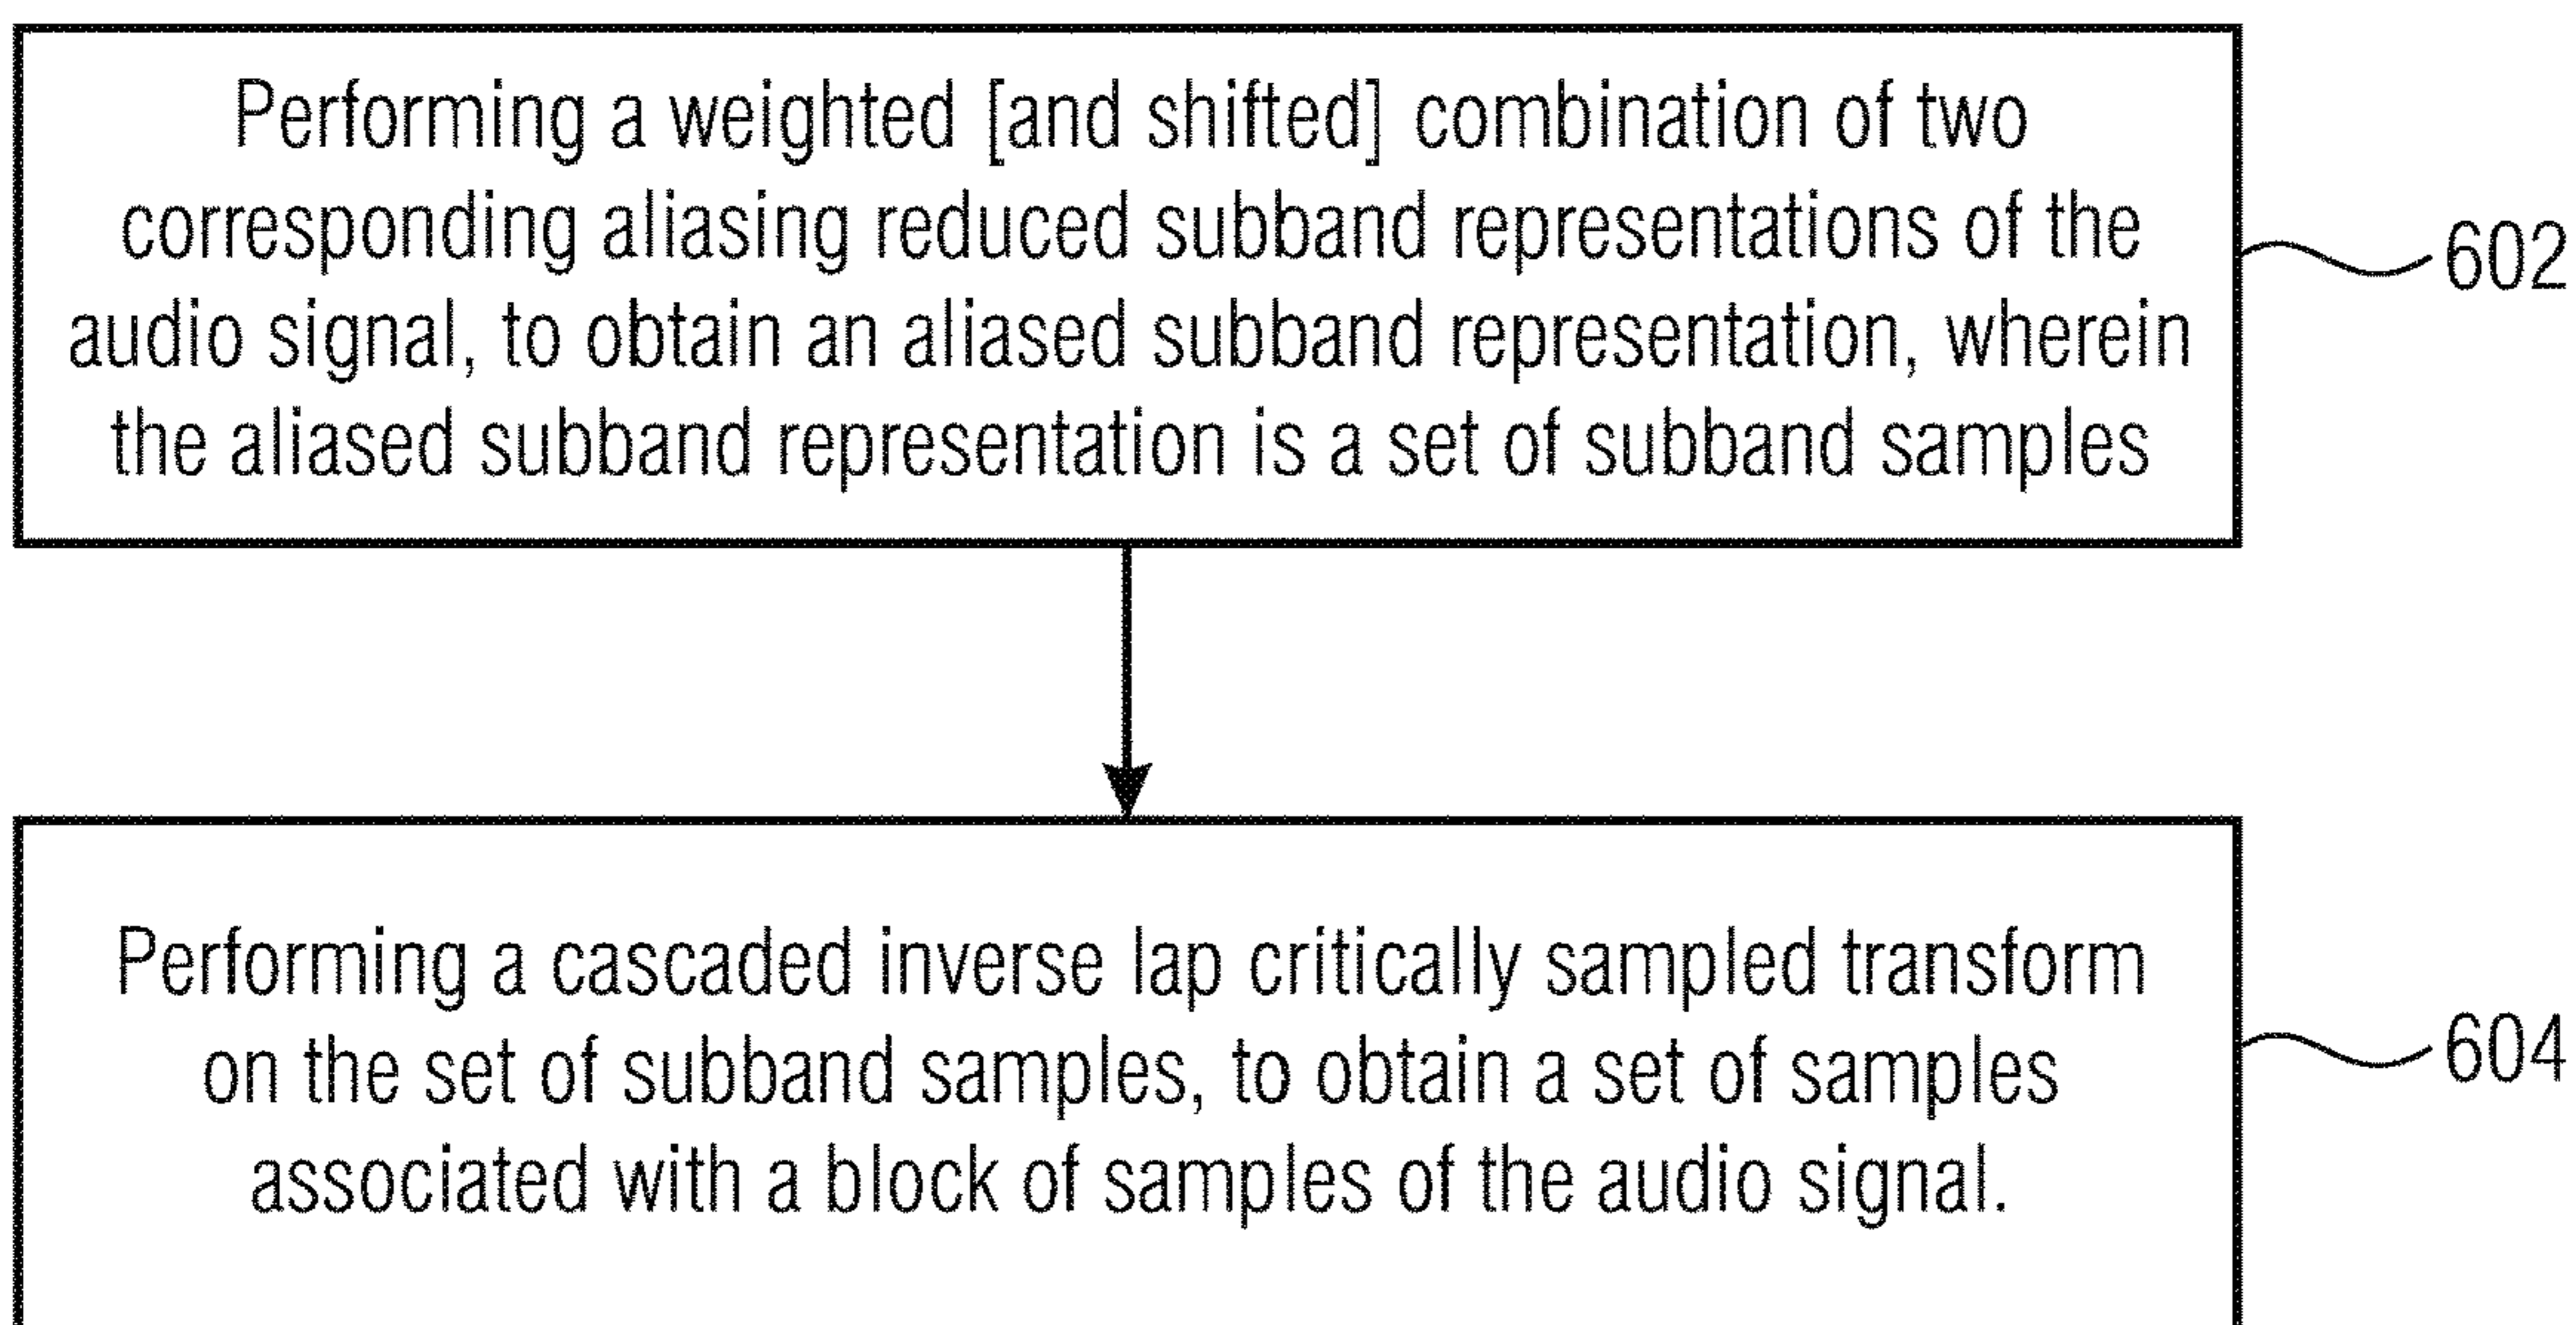 Performing a weighted [and shifted] combination of two
corresponding aliasing reduced subband representations of the
audio signal, to obtain an aliased subband representation, wherein
the aliased subband representation is a set of subband samples
602
Performing a cascaded inverse lap critically sampled transform
on the set of subband samples, to obtain a set of samples
associated with a block of samples of the audio signal.
604